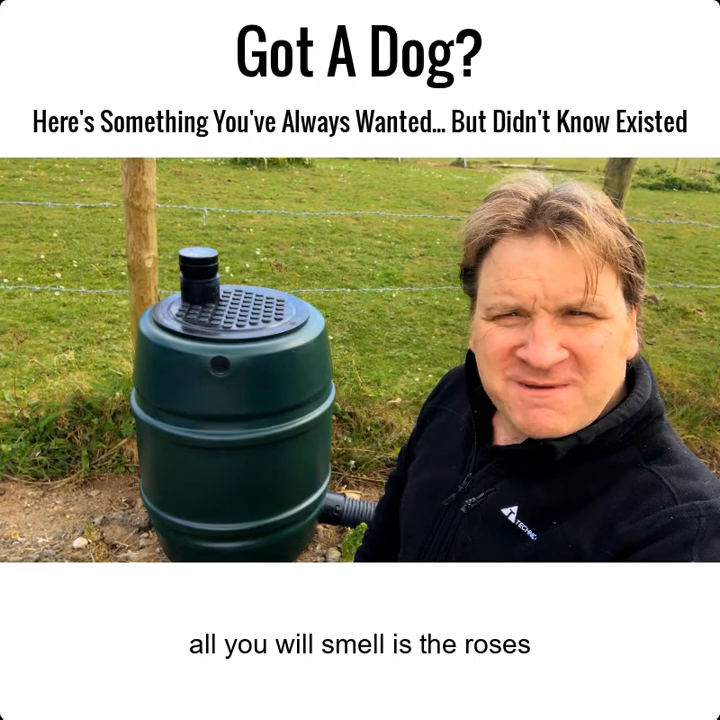 Got A Dog?
Here's Something You've Always Wanted... But Didn't Know Existed
all you will smell is the roses